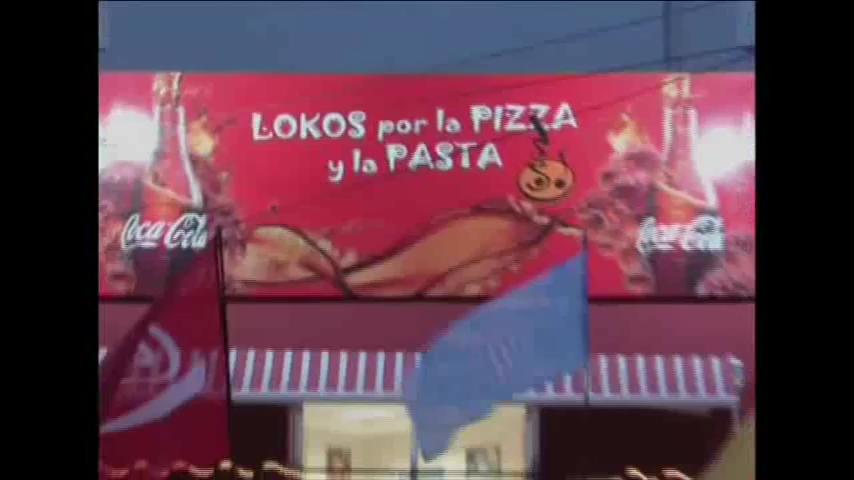 LOKOS por la PIZZA
y la PASTA
Coca-Cola
Coca-Cola